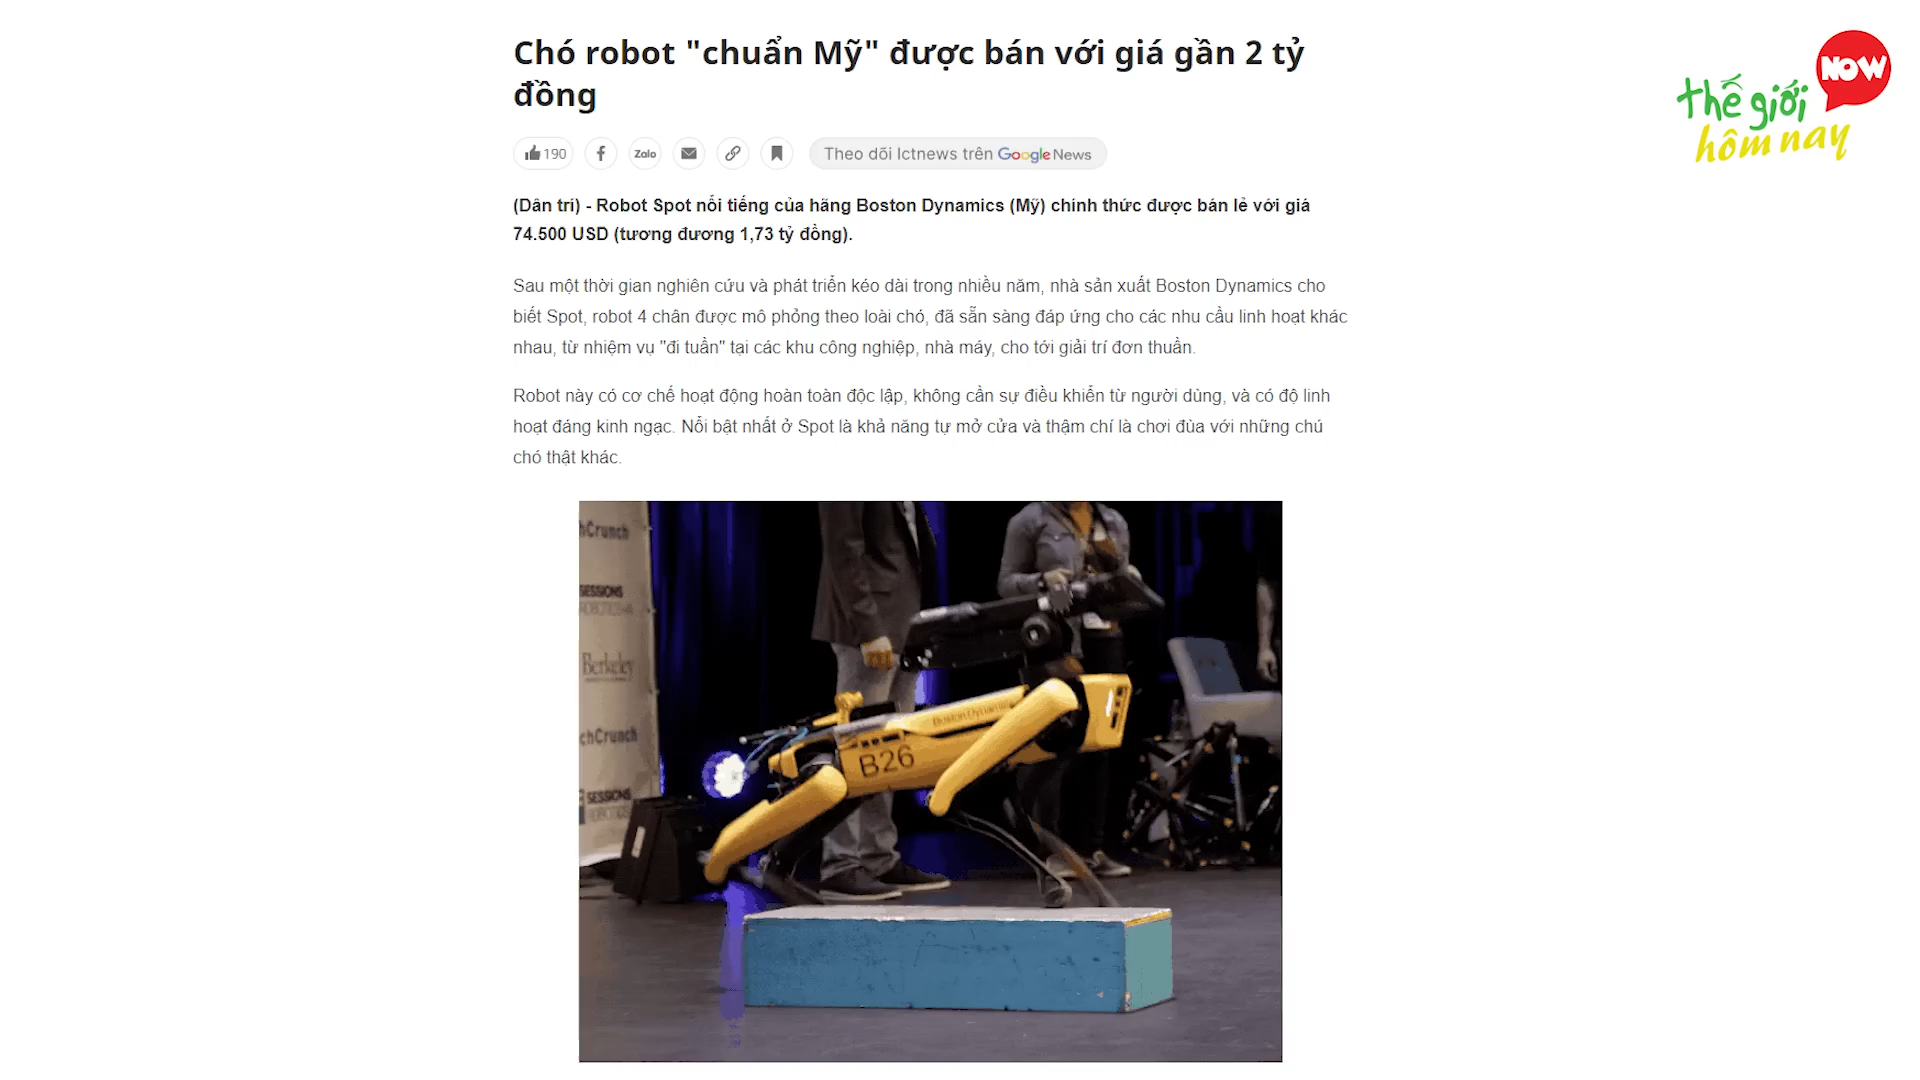 Chó robot "chuẩn Mỹ" được bán với giá gần 2 tỷ
đồng
NOW
thế giới
hôm nay
190
Zalo
Theo dõi Ictnews trên Google News
(Dân trí) - Robot Spot nổi tiếng của hãng Boston Dynamics (Mỹ) chính thức được bán lẻ với giá
74.500 USD (tương đương 1,73 tỷ đồng).
Sau một thời gian nghiên cứu và phát triển kéo dài trong nhiều năm, nhà sản xuất Boston Dynamics cho
biết Spot, robot 4 chân được mô phỏng theo loài chó, đã sẵn sàng đáp ứng cho các nhu cầu linh hoạt khác
nhau, từ nhiệm vụ "đi tuần" tại các khu công nghiệp, nhà máy, cho tới giải trí đơn thuần.
Robot này có cơ chế hoạt động hoàn toàn độc lập, không cần sự điều khiển từ người dùng, và có độ linh
hoạt đáng kinh ngạc. Nổi bật nhất ở Spot là khả năng tự mở cửa và thậm chí là chơi đùa với những chú
chó thật khác.
hCrunch
SESSIONS
Berkeley
chCrunch
SESSIONS
Boston Dynamics
B26